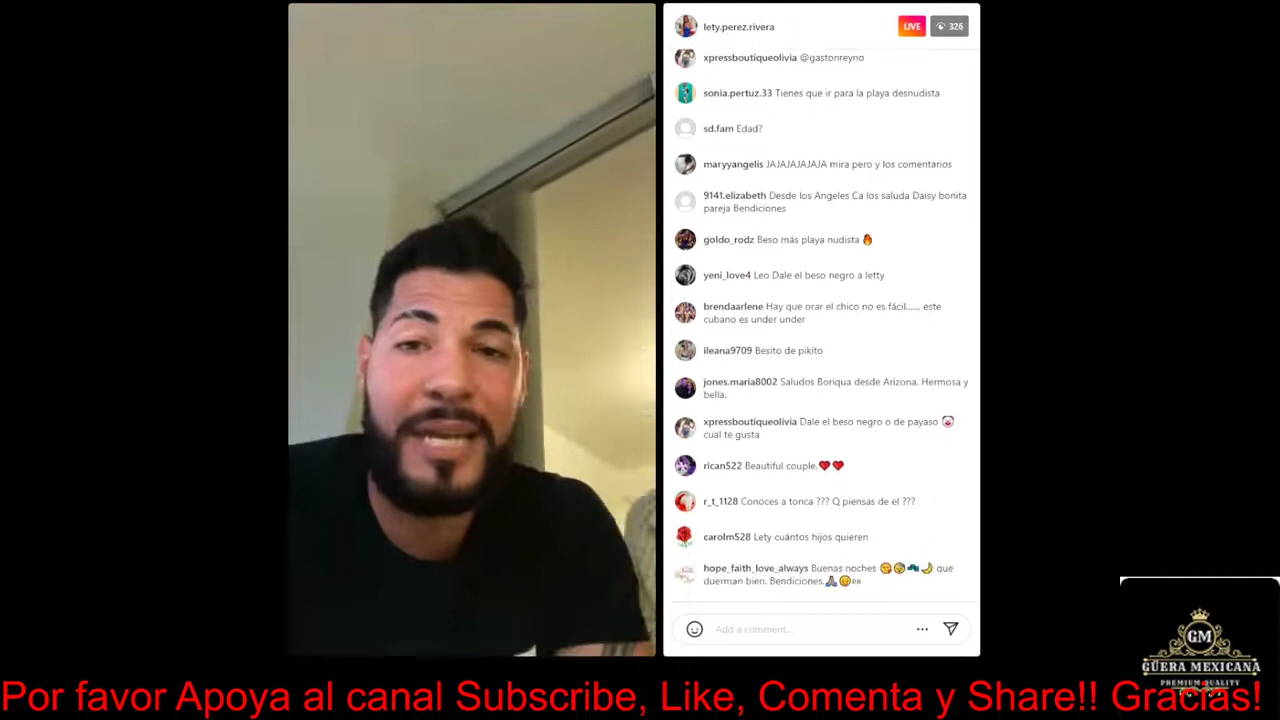 lety.perez.rivera
LIVE
326
xpressboutiqueolivia @gastonreyno
sonia.pertuz.33 Tienes que ir para la playa desnudista
sd.fam Edad?
maryyangelis JAJAJAJAJAJA mira pero y los comentarios
9141.elizabeth Desde los Angeles Ca los saluda Daisy bonita
pareja Bendiciones
goldo_rodz Beso más playa nudista 🔥
yeni_love4 Leo Dale el beso negro a letty
brendaarlene Hay que orar el chico no es fácil...... este
cubano es under under
ileana9709 Besito de pikito
jones.maria8002 Saludos Boriqua desde Arizona. Hermosa y
bella.
xpressboutiqueolivia Dale el beso negro o de payaso 🤡
cual te gusta
rican522 Beautiful couple.❤️❤️
r_t_1128 Conoces a tonca ??? Q piensas de el ???
carolm528 Lety cuántos hijos quieren
hope_faith_love_always Buenas noches que
duerman bien. Bendiciones. PR
Add a comment...
GM
GÜERA MEXICANA
PREMIUM QUALITY
Por favor Apoya al canal Subscribe, Like, Comenta y Share!! Gracias!